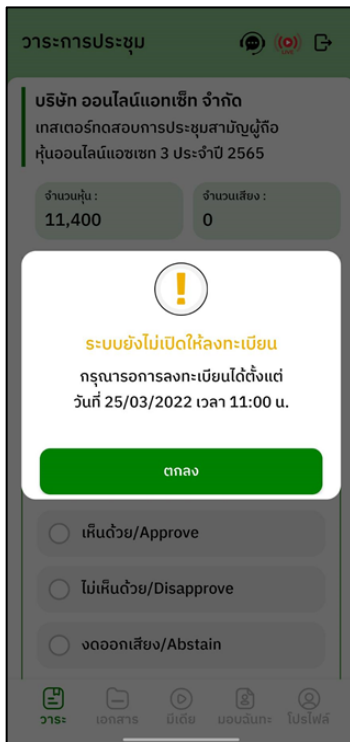 วาระการประชุม
LIVE
บริษัท ออนไลน์แอทเซ็ท จำกัด
เทสเตอร์ทดสอบการประชุมสามัญผู้ถือ
หุ้นออนไลน์แอซเซท 3 ประจำปี 2565
จำนวนหุ้น : จำนวนเสียง :
11,400 0
ระบบยังไม่เปิดให้ลงทะเบียน
กรุณารอการลงทะเบียนได้ตั้งแต่
วันที่ 25/03/2022 เวลา 11:00 น.
ตกลง
เห็นด้วย/Approve
ไม่เห็นด้วย/Disapprove
งดออกเสียง/Abstain
วาระ เอกสาร มีเดีย มอบฉันทะ โปรไฟล์